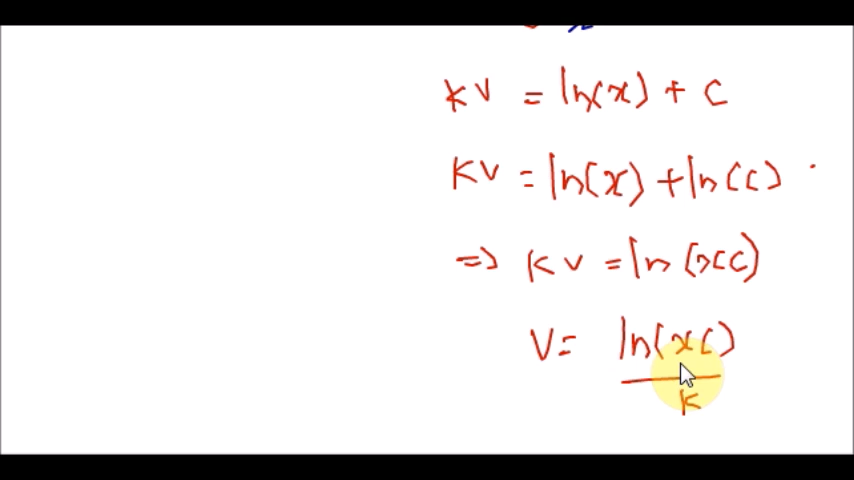 KV = ln(x) + C
KV = ln(x) + ln(C)
=> KV = ln(xC)
V = ln(xC)
K